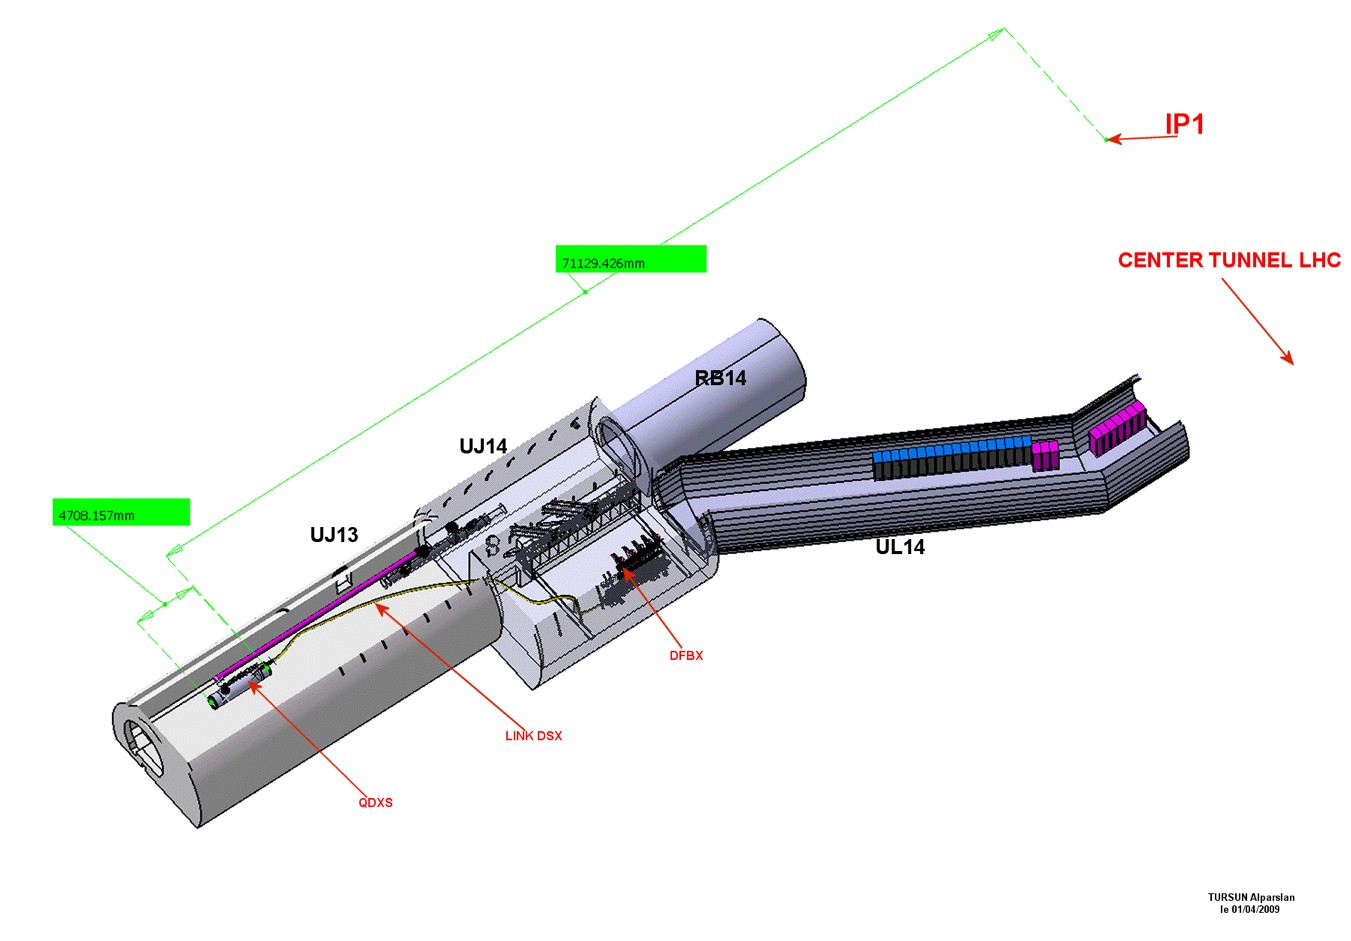 IP1
CENTER TUNNEL LHC
71129.426mm
RB14
UJ14
4708.157mm
UJ13
UL14
DFBX
LINK DSX
QDXS
TURSUN Alparslan
le 01/04/2009